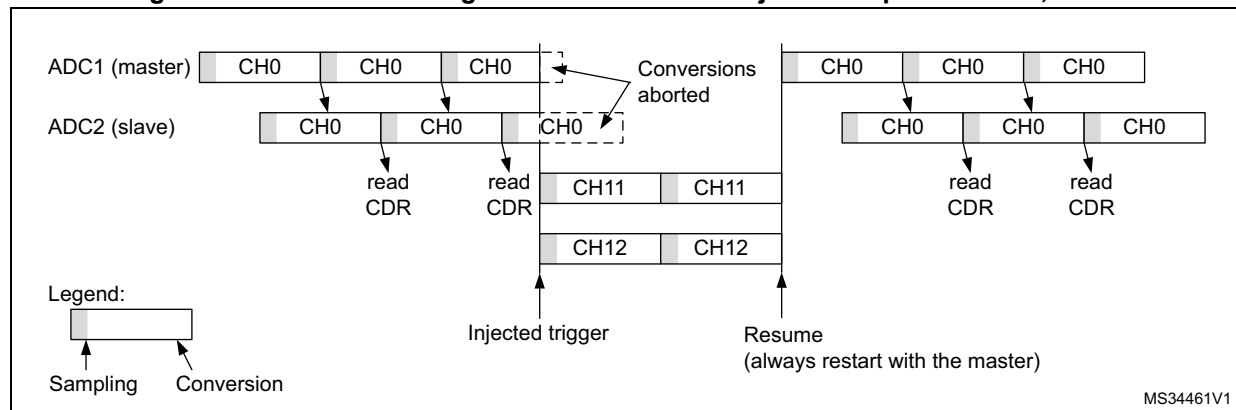 ADC1 (master) CH0 CH0 CH0 Conversions aborted CH0 CH0 CH0
ADC2 (slave) CH0 CH0 CH0 CH0 CH0 CH0
read CDR read CDR read CDR read CDR
CH11 CH11
CH12 CH12
Legend:
Sampling Conversion
Injected trigger
Resume
(always restart with the master)
MS34461V1